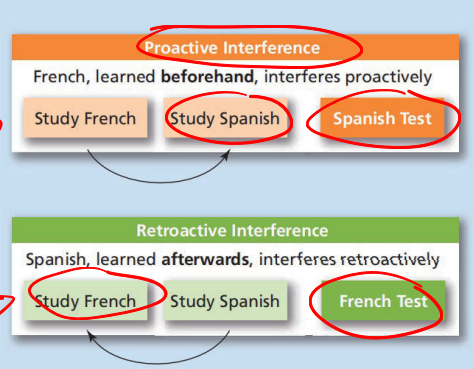 Proactive Interference
French, learned beforehand, interferes proactively
Study French Study Spanish Spanish Test
Retroactive Interference
Spanish, learned afterwards, interferes retroactively
Study French Study Spanish French Test